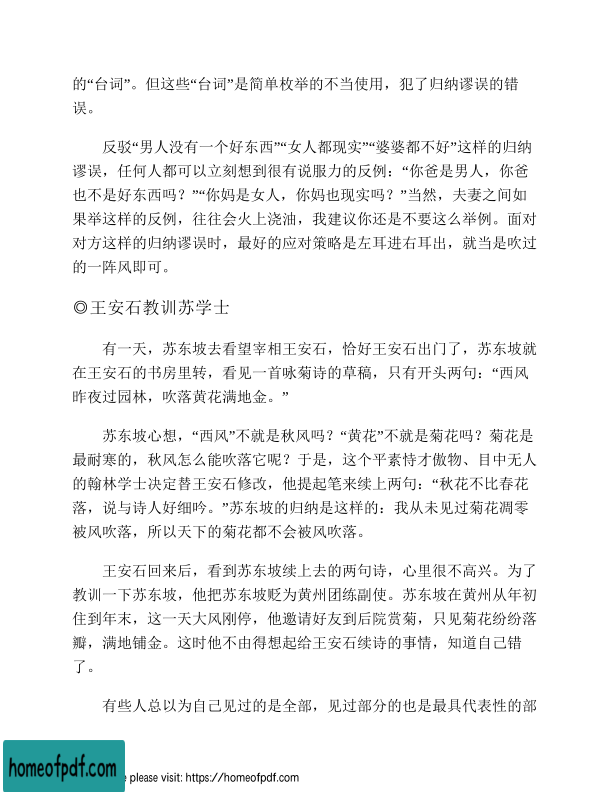 的“台词”。但这些“台词”是简单枚举的不当使用，犯了归纳谬误的错
误。
反驳“男人没有一个好东西”“女人都现实”“婆婆都不好”这样的归纳
谬误，任何人都可以立刻想到很有说服力的反例：“你爸是男人，你爸
也不是好东西吗？”“你妈是女人，你妈也现实吗？”当然，夫妻之间如
果举这样的反例，往往会火上浇油，我建议你还是不要这么举例。面对
对方这样的归纳谬误时，最好的应对策略是左耳进右耳出，就当是吹过
的一阵风即可。
◎王安石教训苏学士
有一天，苏东坡去看望宰相王安石，恰好王安石出门了，苏东坡就
在王安石的书房里转，看见一首咏菊诗的草稿，只有开头两句：“西风
昨夜过园林，吹落黄花满地金。”
苏东坡心想，“西风”不就是秋风吗？“黄花”不就是菊花吗？菊花是
最耐寒的，秋风怎么能吹落它呢？于是，这个平素恃才傲物、目中无人
的翰林学士决定替王安石修改，他提起笔来续上两句：“秋花不比春花
落，说与诗人好细吟。”苏东坡的归纳是这样的：我从未见过菊花凋零
被风吹落，所以天下的菊花都不会被风吹落。
王安石回来后，看到苏东坡续上去的两句诗，心里很不高兴。为了
教训一下苏东坡，他把苏东坡贬为黄州团练副使。苏东坡在黄州从年初
住到年末，这一天大风刚停，他邀请好友到后院赏菊，只见菊花纷纷落
瓣，满地铺金。这时他不由得想起给王安石续诗的事情，知道自己错
了。
有些人总以为自己见过的是全部，见过部分的也是最具代表性的部
homeofpdf.com
e please visit: https://homeofpdf.com